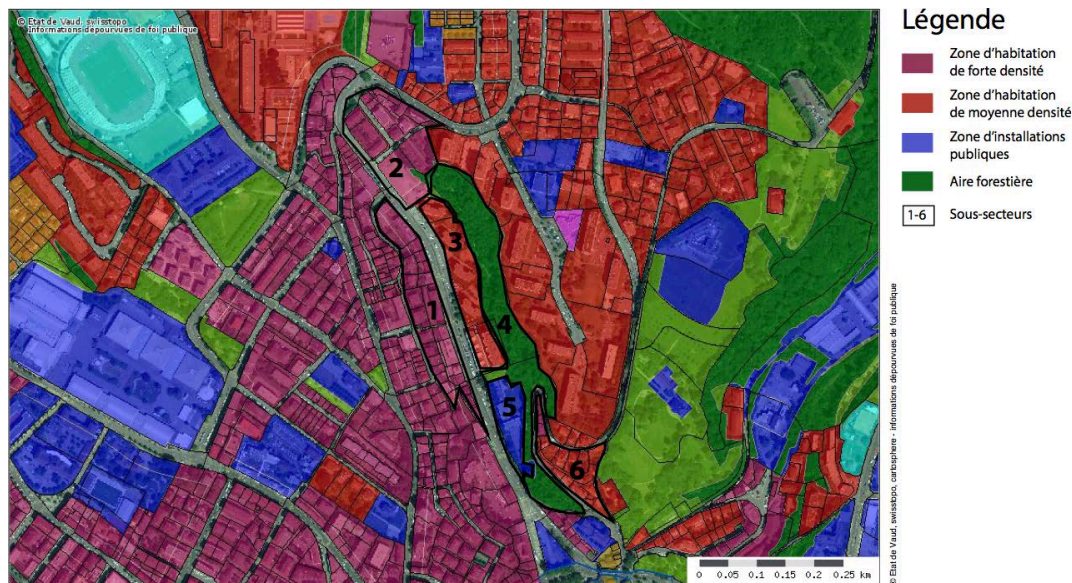 © Etat de Vaud, swisstopo
Informations dépourvues de foi publique
2
3
1
4
5
6
0 0.05 0.1 0.15 0.2 0.25 km
Légende
Zone d'habitation
de forte densité
Zone d'habitation
de moyenne densité
Zone d'installations
publiques
Aire forestière
1-6 Sous-secteurs
© Etat de Vaud, swisstopo, cartosphere - informations dépourvues de foi publique